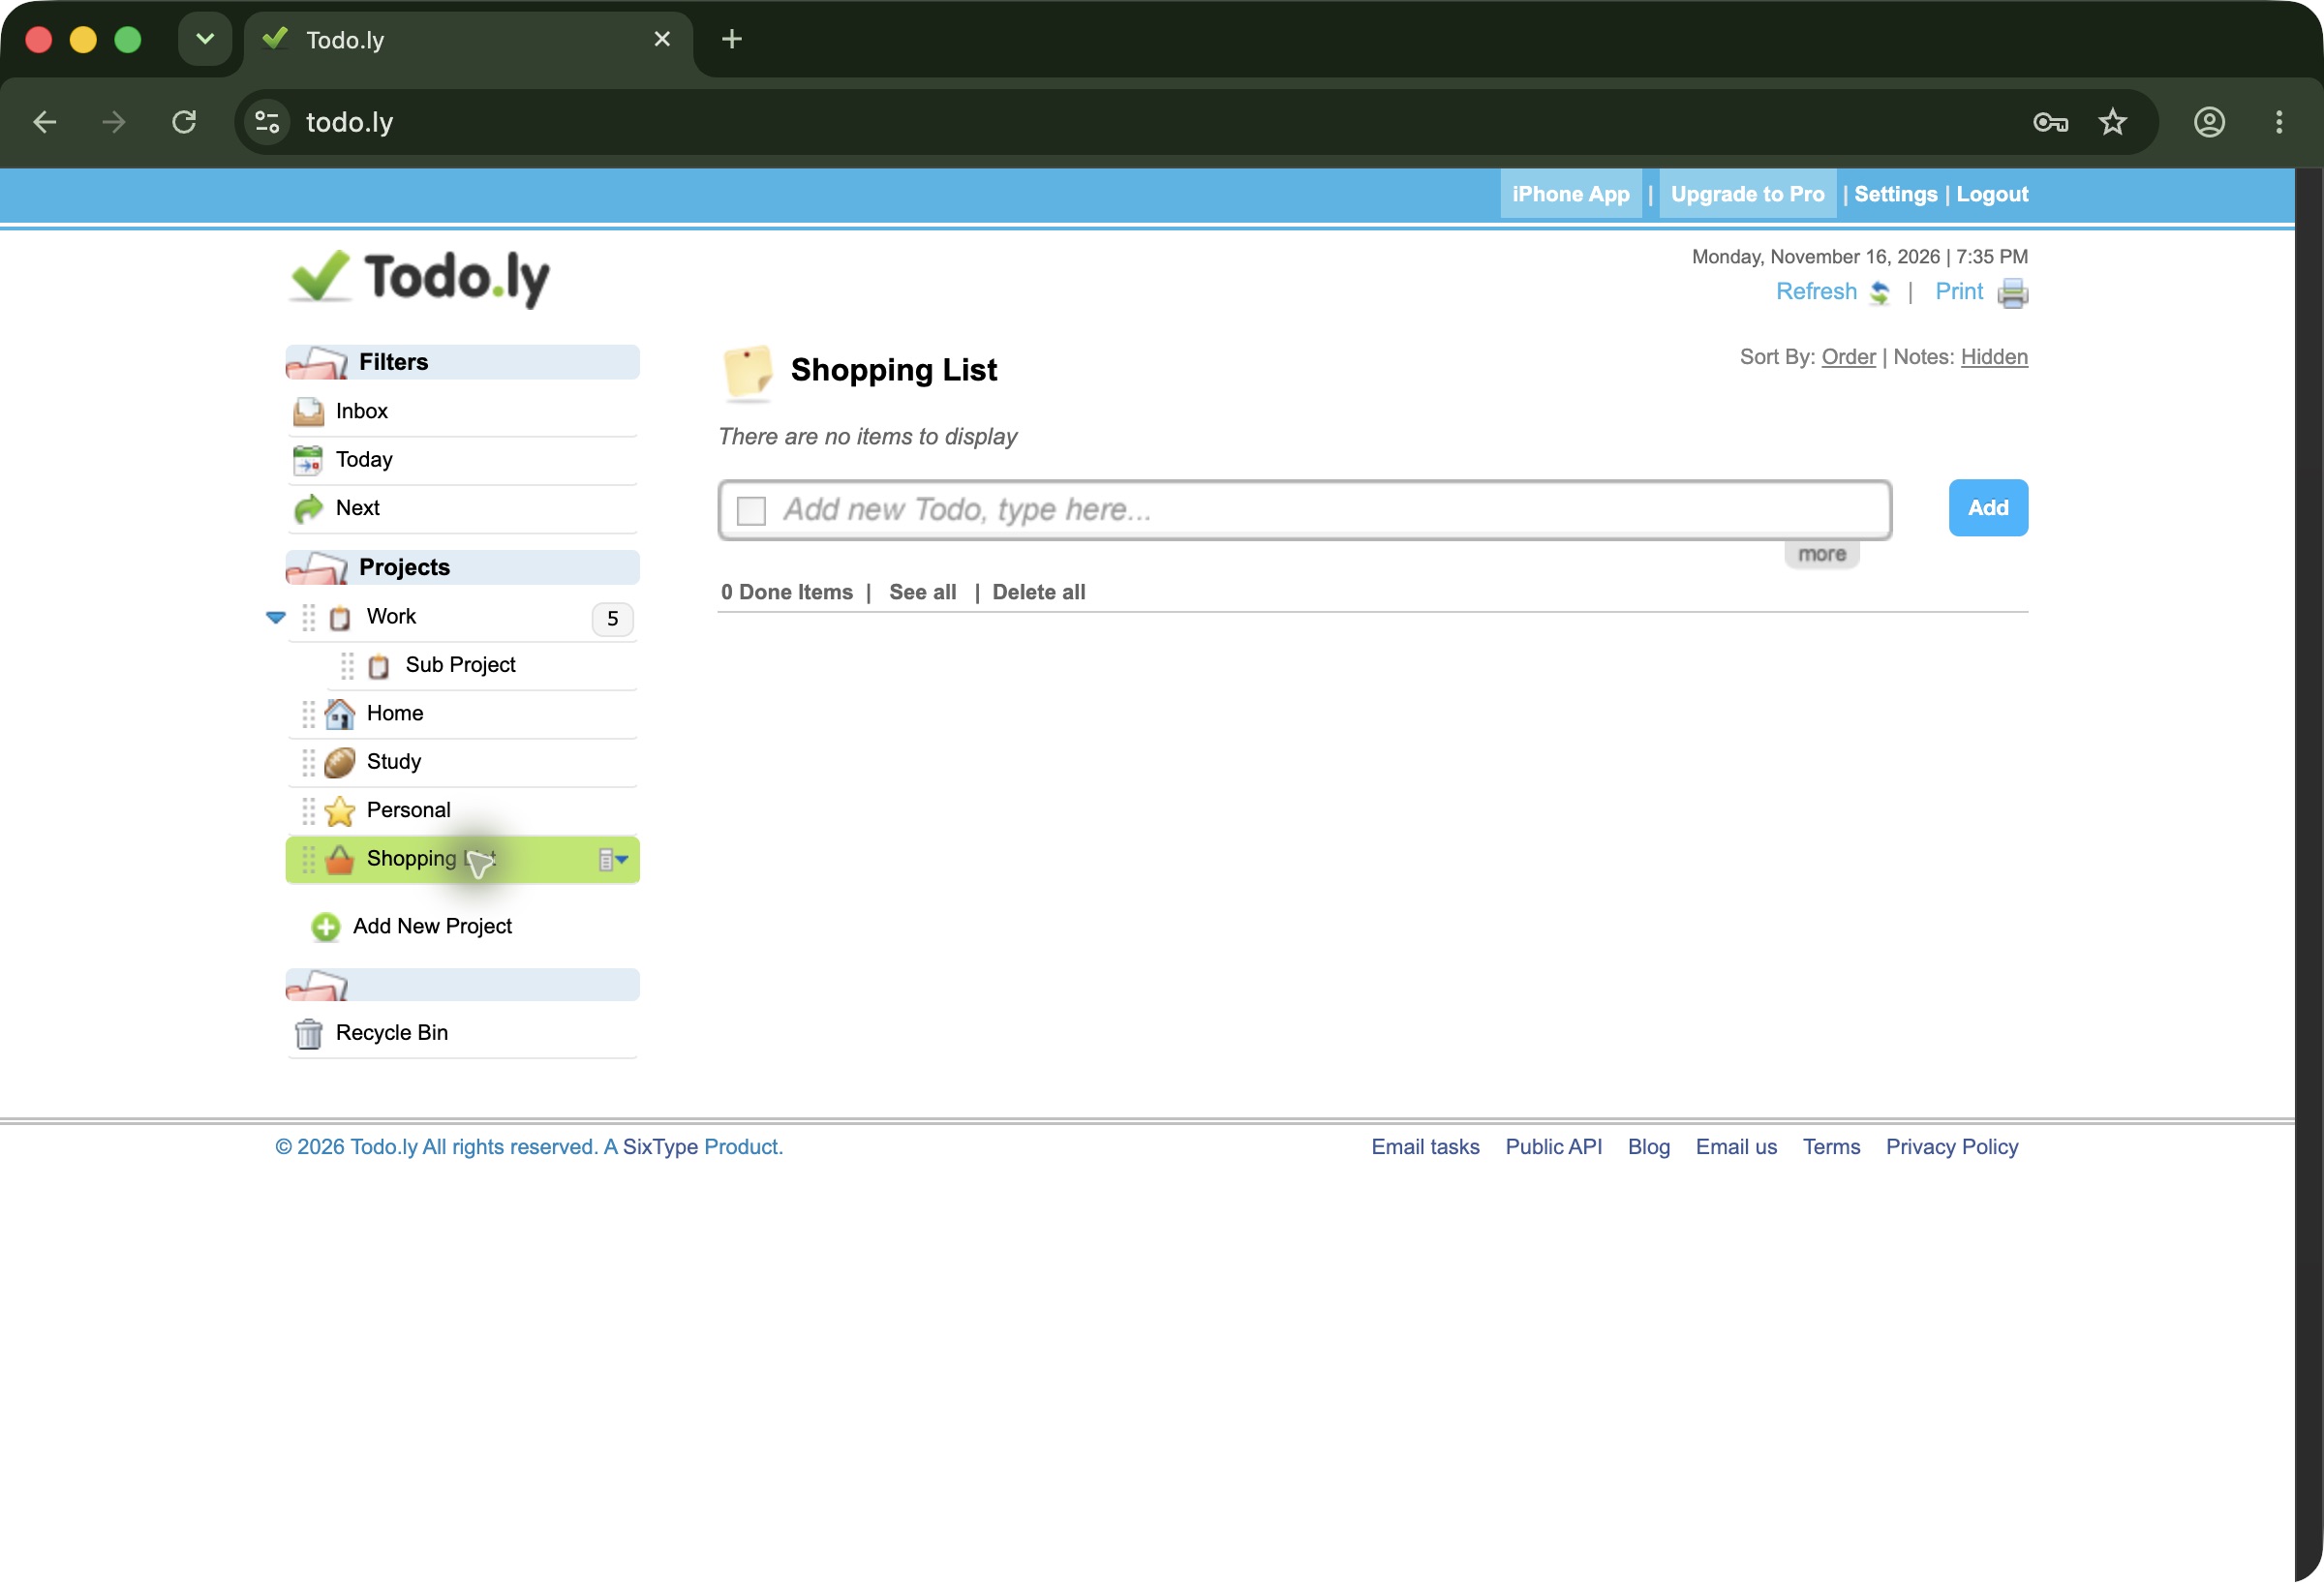 Todo.ly
todo.ly
iPhone App | Upgrade to Pro | Settings | Logout
Todo.ly
Monday, November 16, 2026 | 7:35 PM
Refresh | Print
Filters
Inbox
Today
Next
Projects
Work 5
Sub Project
Home
Study
Personal
Shopping List
Add New Project
Recycle Bin
Shopping List
Sort By: Order | Notes: Hidden
There are no items to display
Add new Todo, type here...
Add
more
0 Done Items | See all | Delete all
© 2026 Todo.ly All rights reserved. A SixType Product.
Email tasks Public API Blog Email us Terms Privacy Policy